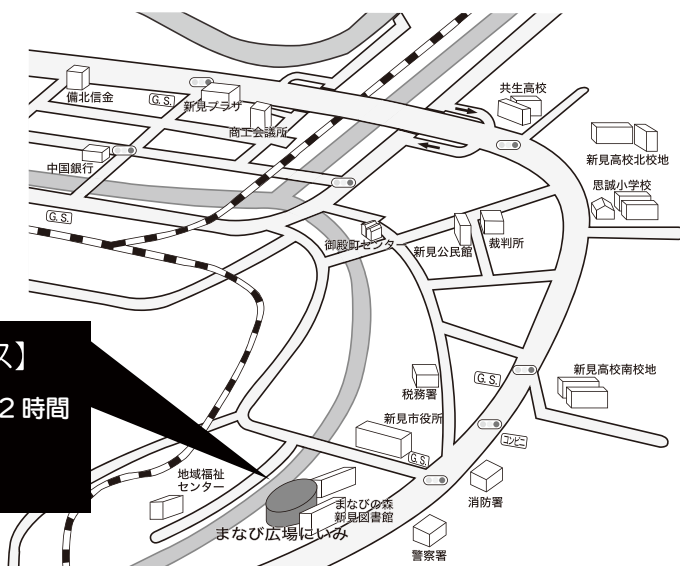 共生高校
備北信金
G.S.
新見プラザ
商工会議所
新見高校北校地
中国銀行
思誠小学校
G.S.
御殿町センター
新見公民館
裁判所
ス】
2時間
税務署
G.S.
新見高校南校地
新見市役所
G.S.
コンビニ
地域福祉
センター
消防署
まなびの森
新見図書館
まなび広場にいみ
警察署